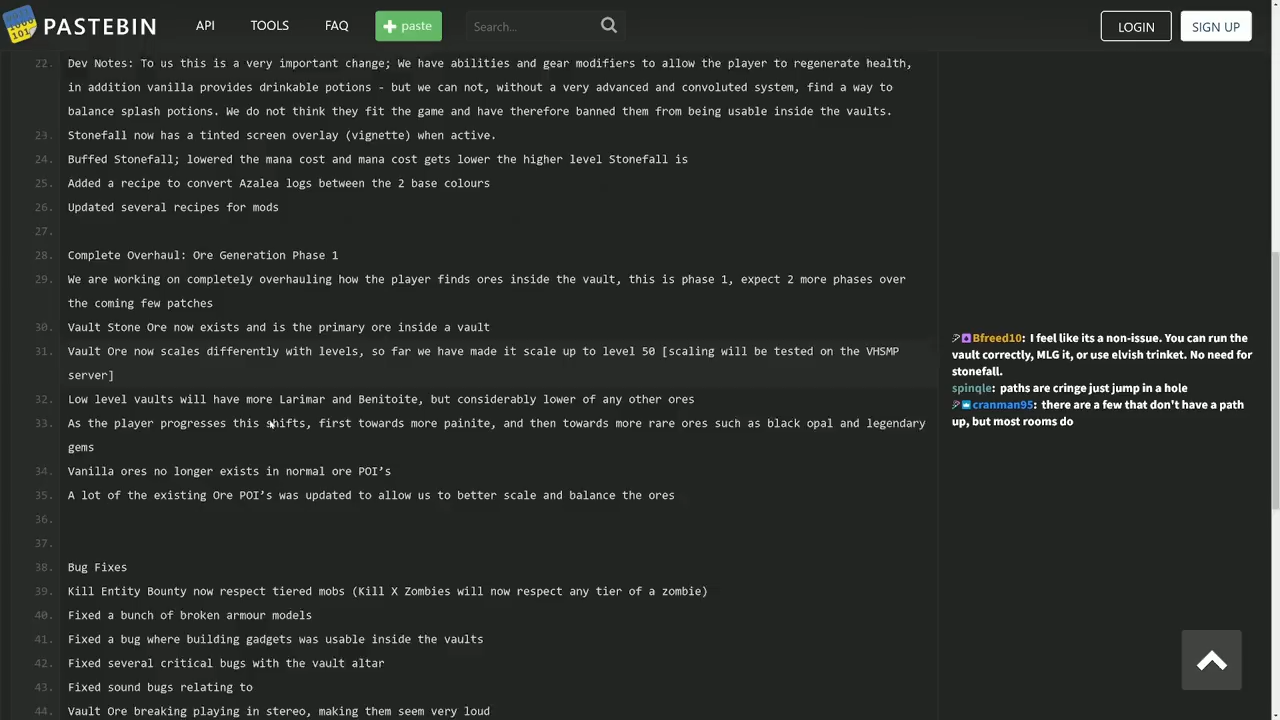 PASTEBIN
API
TOOLS
FAQ
+ paste
Search...
LOGIN
SIGN UP
22. Dev Notes: To us this is a very important change; We have abilities and gear modifiers to allow the player to regenerate health,
in addition vanilla provides drinkable potions - but we can not, without a very advanced and convoluted system, find a way to
balance splash potions. We do not think they fit the game and have therefore banned them from being usable inside the vaults.
23. Stonefall now has a tinted screen overlay (vignette) when active.
24. Buffed Stonefall; lowered the mana cost and mana cost gets lower the higher level Stonefall is
25. Added a recipe to convert Azalea logs between the 2 base colours
26. Updated several recipes for mods
27.
28. Complete Overhaul: Ore Generation Phase 1
29. We are working on completely overhauling how the player finds ores inside the vault, this is phase 1, expect 2 more phases over
the coming few patches
30. Vault Stone Ore now exists and is the primary ore inside a vault
31. Vault Ore now scales differently with levels, so far we have made it scale up to level 50 [scaling will be tested on the VHSMP
server]
32. Low level vaults will have more Larimar and Benitoite, but considerably lower of any other ores
33. As the player progresses this shifts, first towards more painite, and then towards more rare ores such as black opal and legendary
gems
34. Vanilla ores no longer exists in normal ore POI’s
35. A lot of the existing Ore POI’s was updated to allow us to better scale and balance the ores
36.
37.
38. Bug Fixes
39. Kill Entity Bounty now respect tiered mobs (Kill X Zombies will now respect any tier of a zombie)
40. Fixed a bunch of broken armour models
41. Fixed a bug where building gadgets was usable inside the vaults
42. Fixed several critical bugs with the vault altar
43. Fixed sound bugs relating to
44. Vault Ore breaking playing in stereo, making them seem very loud
Bfreed10: I feel like its a non-issue. You can run the
vault correctly, MLG it, or use elvish trinket. No need for
stonefall.
spinqle: paths are cringe just jump in a hole
cranman95: there are a few that don't have a path
up, but most rooms do